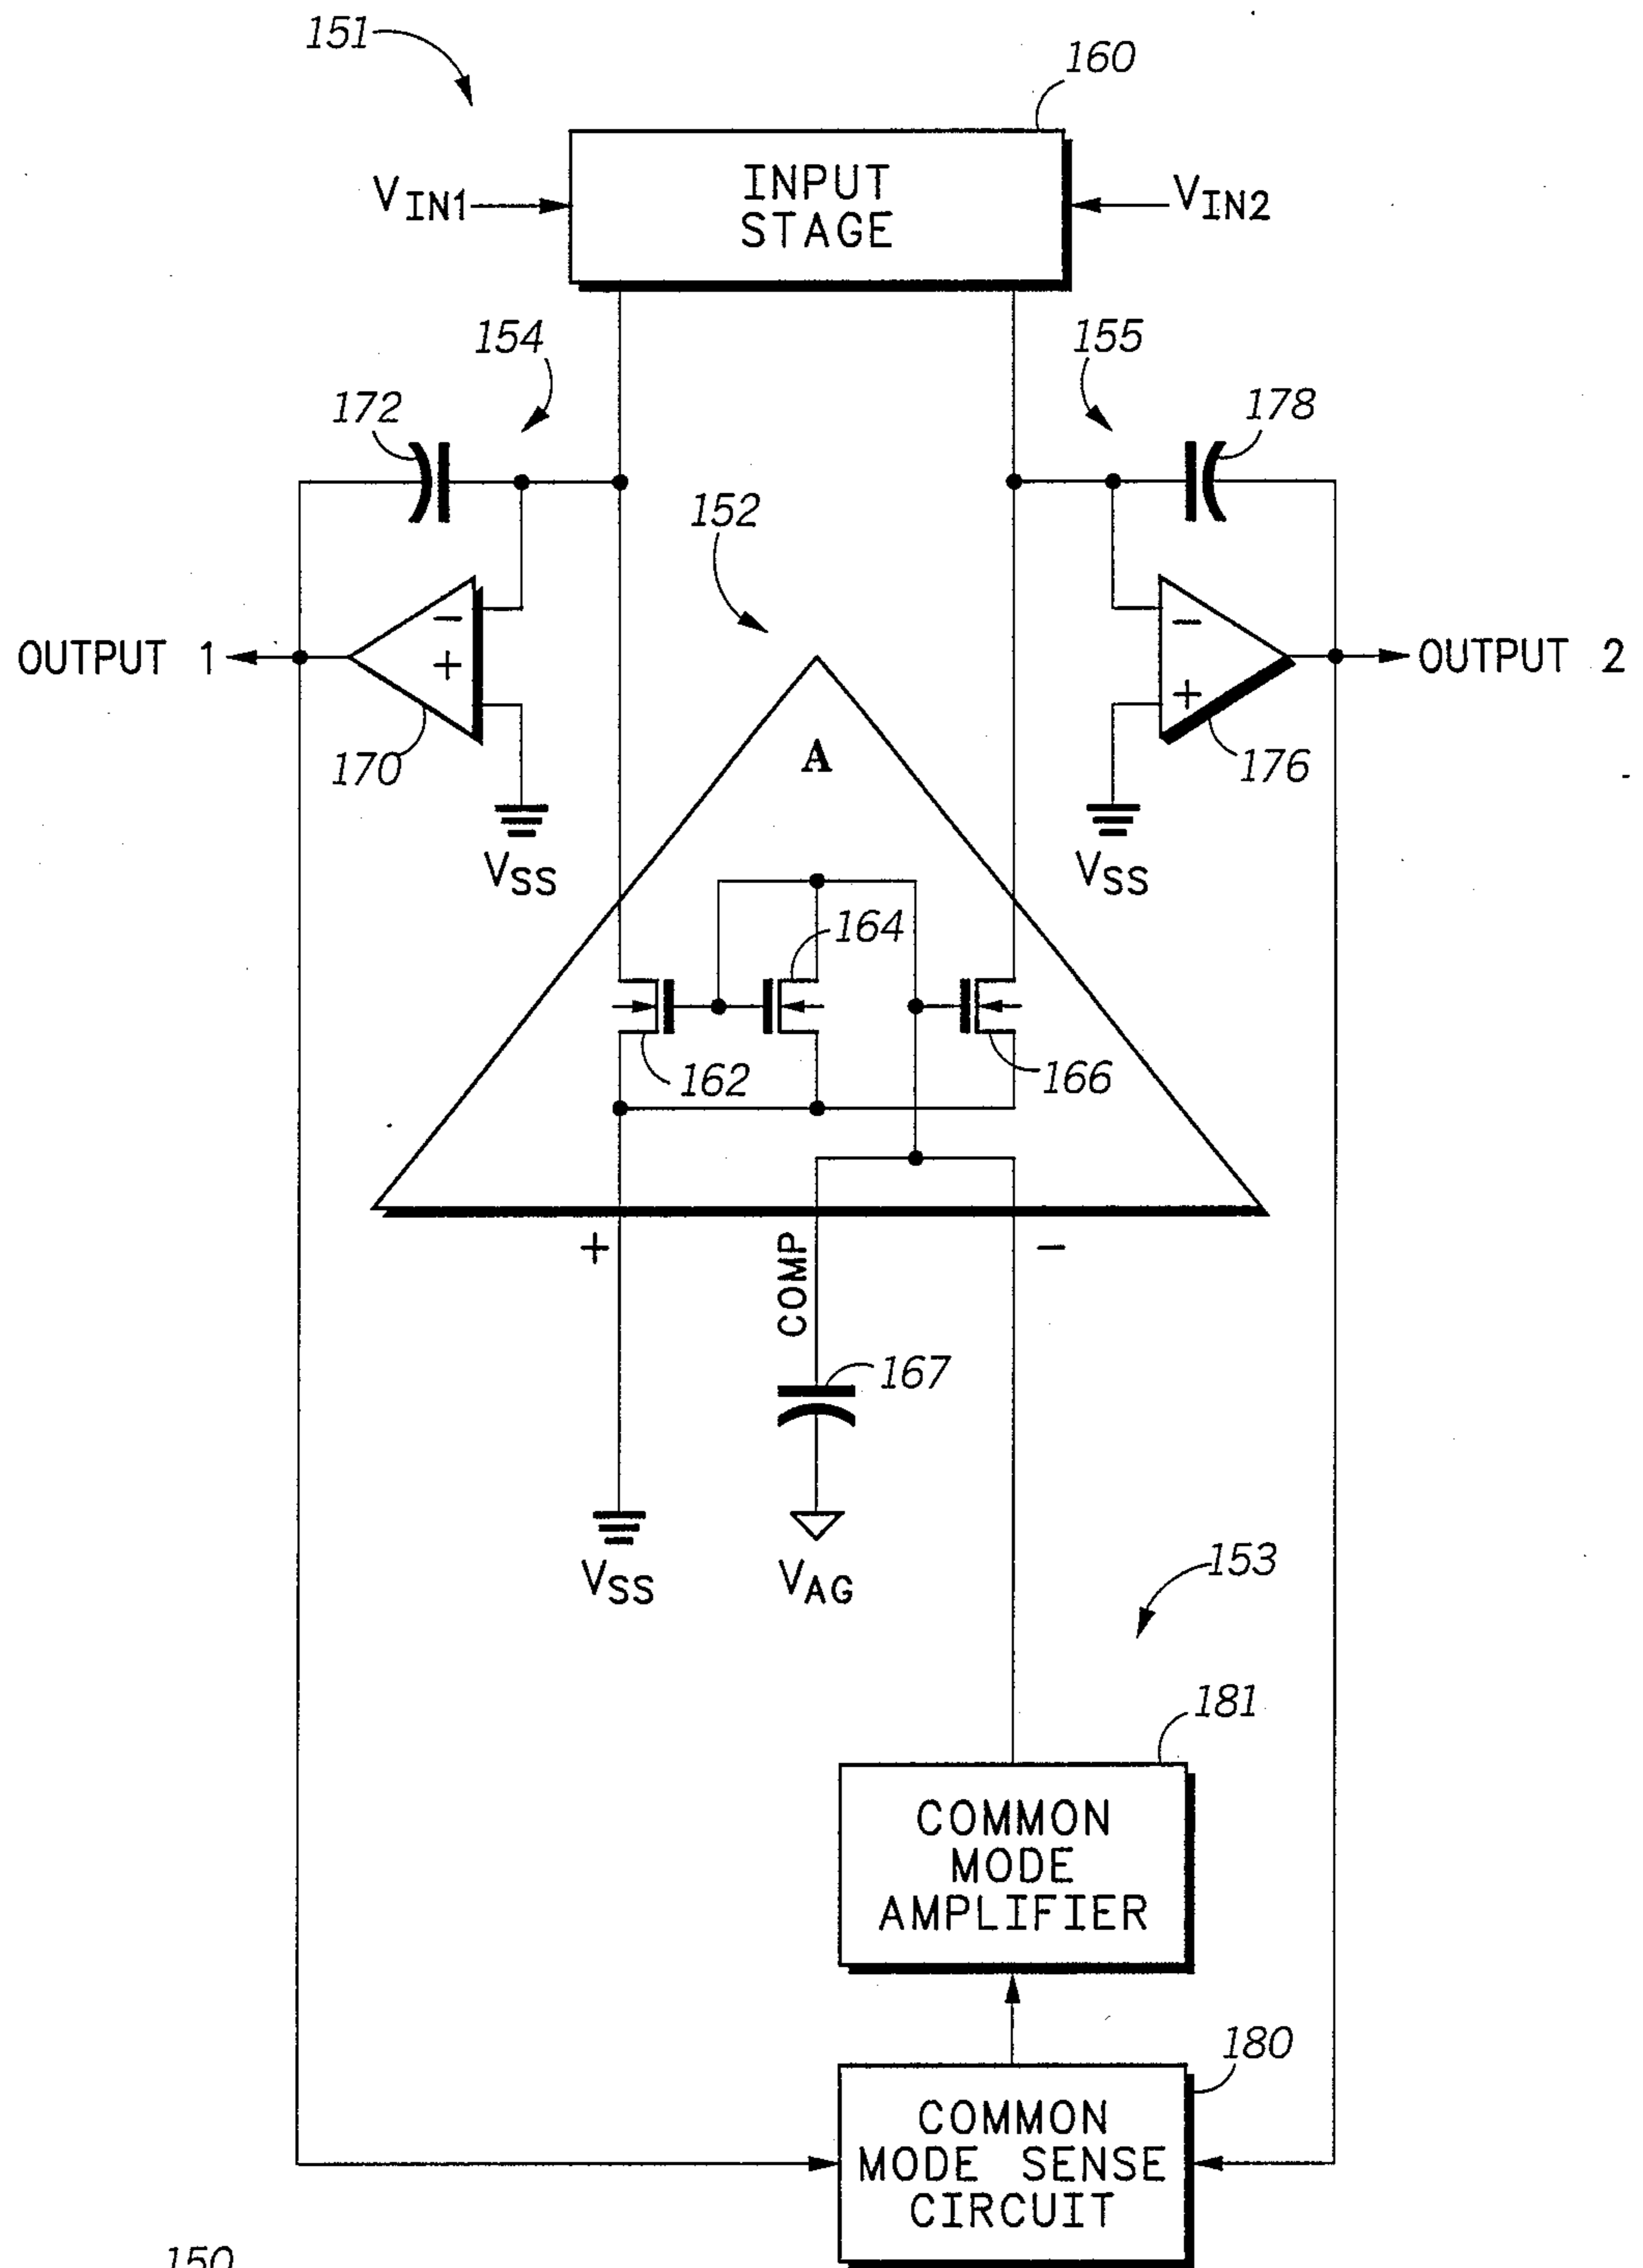 151
160
INPUT
STAGE
VIN1
VIN2
154
155
172
178
152
OUTPUT 1
-
+
-
+
OUTPUT 2
170
176
A
VSS
VSS
164
162
166
+
COMP
-
167
VSS
VAG
153
181
COMMON
MODE
AMPLIFIER
180
COMMON
MODE SENSE
CIRCUIT
150